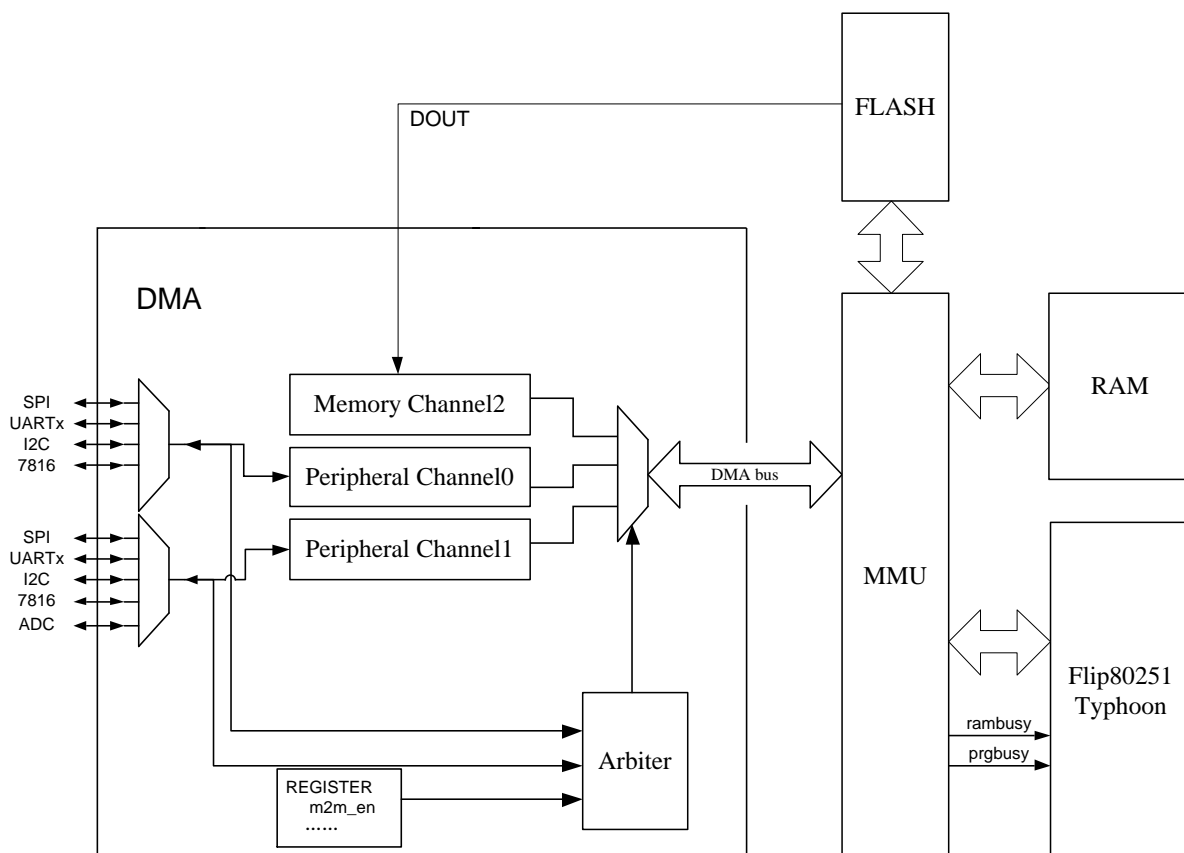 FLASH
DOUT
DMA
SPI
UARTx
I2C
7816
Memory Channel2
Peripheral Channel0
Peripheral Channel1
DMA bus
RAM
SPI
UARTx
I2C
7816
ADC
MMU
Flip80251
Typhoon
rambusy
prgbusy
Arbiter
REGISTER
m2m_en
......